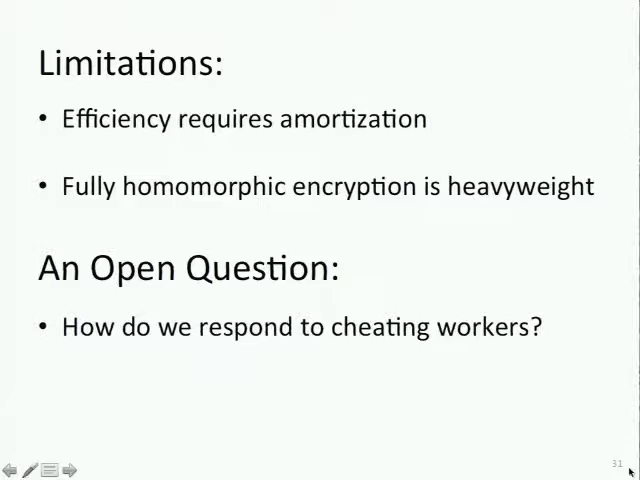 Limitations:
• Efficiency requires amortization
• Fully homomorphic encryption is heavyweight
An Open Question:
• How do we respond to cheating workers?
31